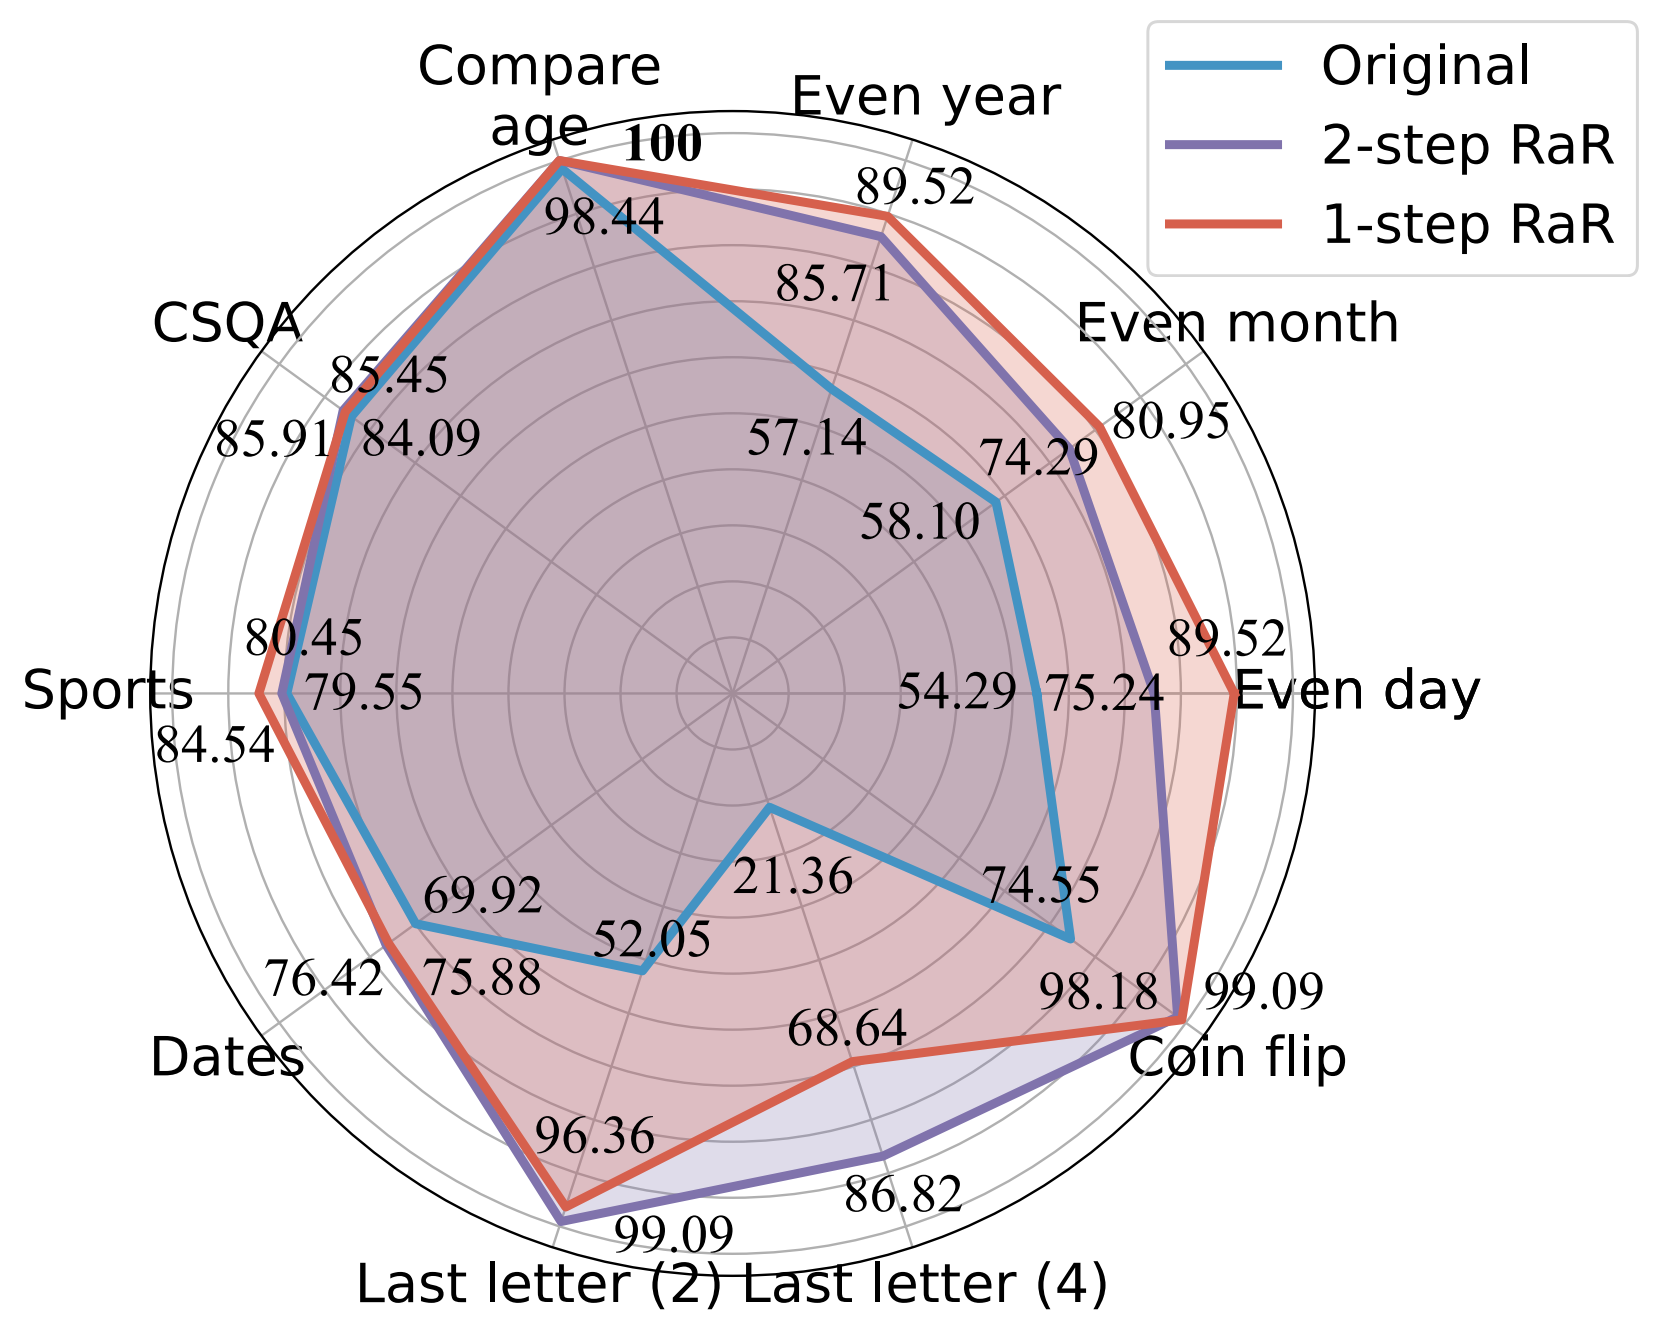 Compare
age
Even year
Original
2-step RaR
1-step RaR
100
89.52
98.44
85.71
CSQA
Even month
85.45
85.91
84.09
57.14
74.29
80.95
58.10
80.45
89.52
Sports
79.55
54.29
75.24
Even day
84.54
69.92
21.36
74.55
52.05
76.42
75.88
98.18
99.09
68.64
Dates
Coin flip
96.36
86.82
99.09
Last letter (2)
Last letter (4)